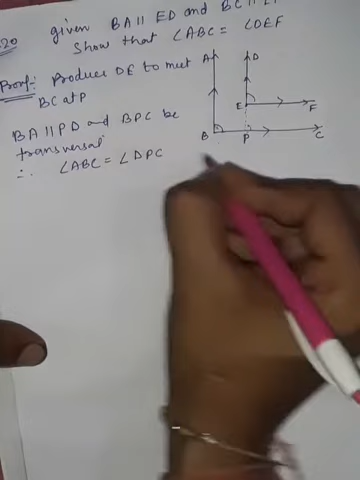 20 given BA || ED and BC ||
Show that ∠ABC = ∠DEF
Proof:- Produce DE to meet
BC at P
BA || PD and BPC be
transversal
∴ ∠ABC = ∠DPC
A D
E F
B P C